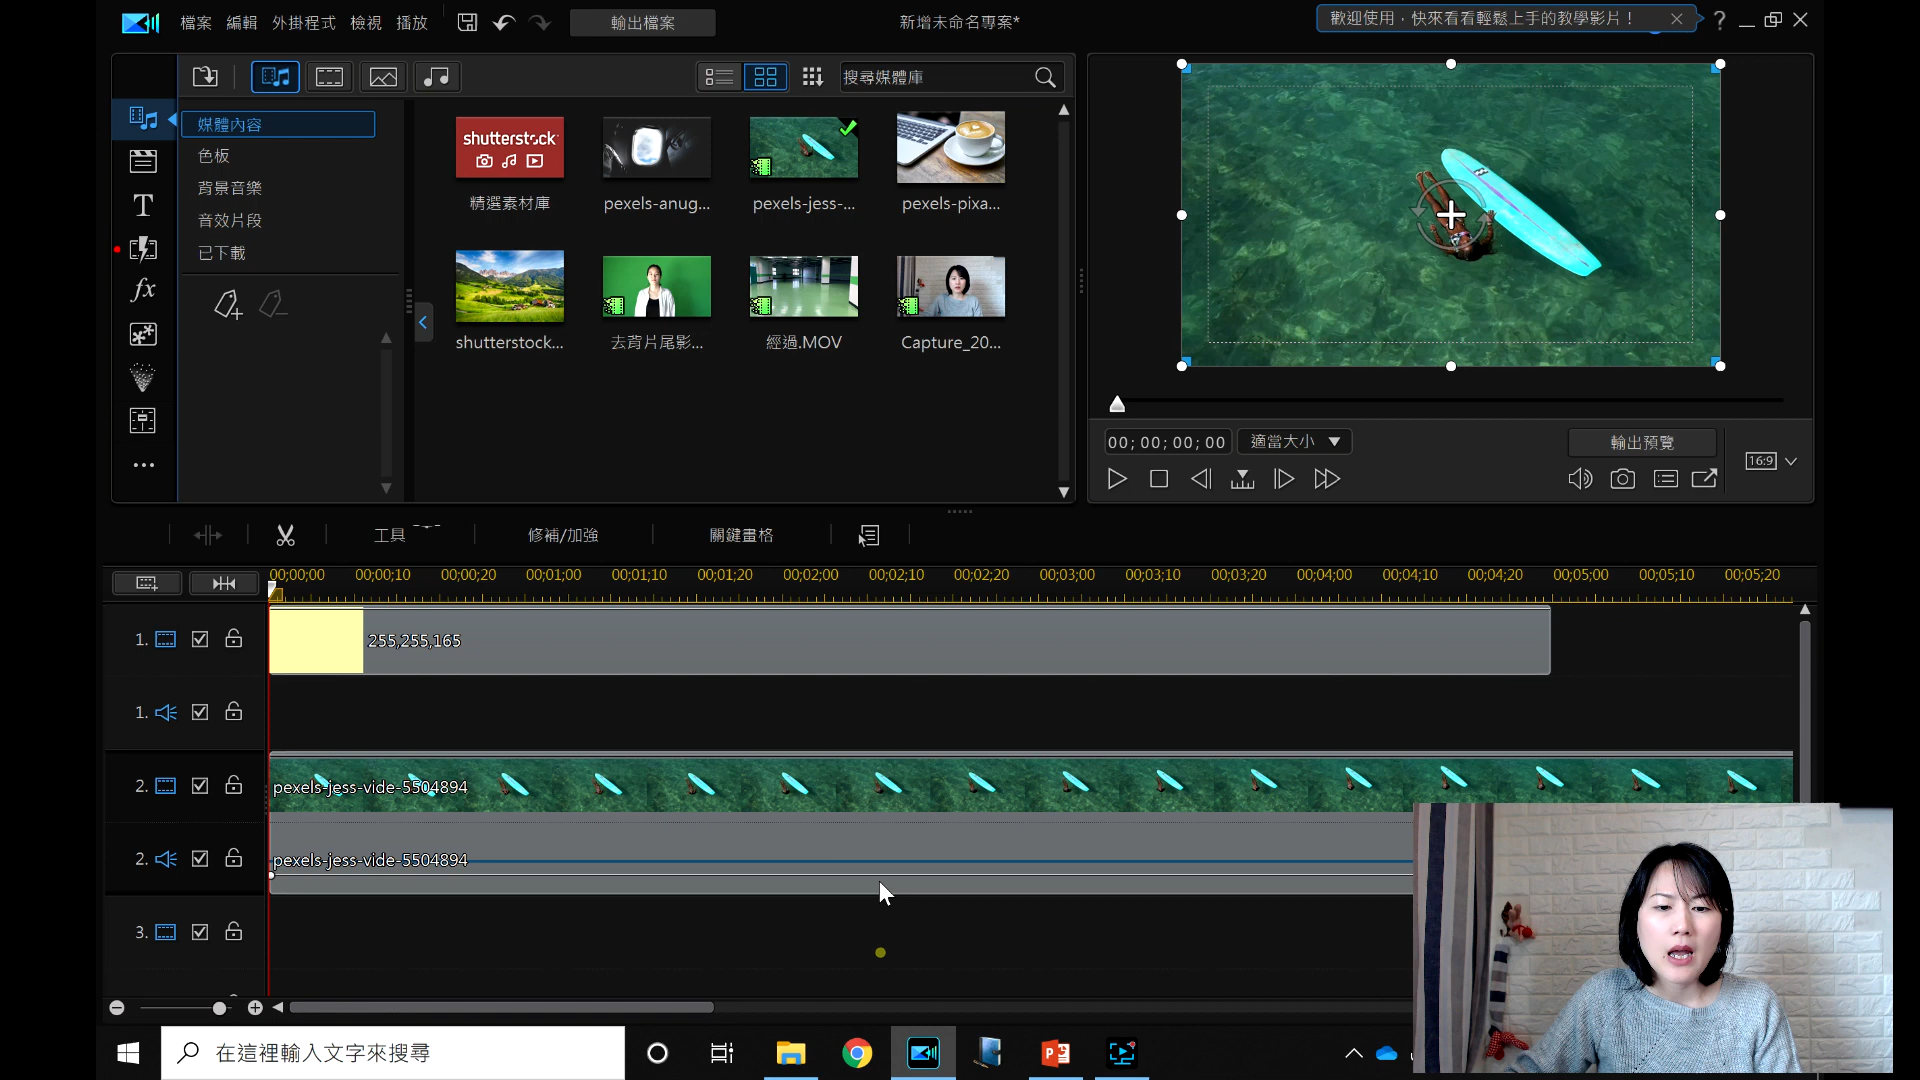 檔案 編輯 外掛程式 檢視 播放 輸出檔案 新增未命名專案* 歡迎使用，快來看看輕鬆上手的教學影片！
搜尋媒體庫
媒體內容
色板
背景音樂
音效片段
已下載
shutterstock
精選素材庫 pexels-anug... pexels-jess-... pexels-pixa...
shutterstock... 去背片尾影... 經過.MOV Capture_20...
00;00;00;00 適當大小 輸出預覽 16:9
工具 修補/加強 關鍵畫格
00;00;00 00;00;10 00;00;20 00;01;00 00;01;10 00;01;20 00;02;00 00;02;10 00;02;20 00;03;00 00;03;10 00;03;20 00;04;00 00;04;10 00;04;20 00;05;00 00;05;10 00;05;20
1. 255,255,165
1.
2. pexels-jess-vide-5504894
2. pexels-jess-vide-5504894
3.
在這裡輸入文字來搜尋